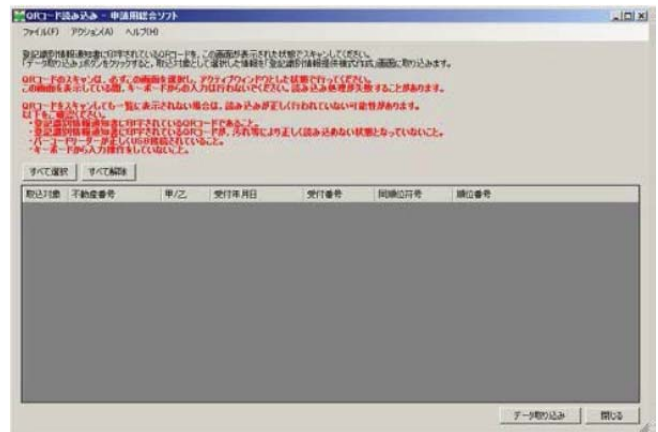 QRコード読み込み - 申請用総合ソフト
ファイル(F) アクション(A) ヘルプ(H)
登記識別情報通知書に印字されているQRコードを、この画面が表示された状態でスキャンしてください。
「データ取り込み」ボタンをクリックすると、取込対象として選択した情報を「登記識別情報提供様式作成」画面に取り込みます。
QRコードのスキャンは、必ずこの画面を選択し、アクティブウィンドウとした状態で行ってください。
この画面を表示している間、キーボードからの入力は行わないでください。読み込み処理が失敗することがあります。
QRコードをスキャンしても一覧に表示されない場合は、読み込みが正しく行われていない可能性があります。
以下をご確認ください。
・登記識別情報通知書に印字されているQRコードであること。
・登記識別情報通知書に印字されているQRコードが、汚れ等により正しく読み込めない状態となっていないこと。
・バーコードリーダーが正しくUSB接続されていること。
・キーボードから入力操作をしていないこと。
すべて選択 すべて解除
取込対象 不動産番号 甲/乙 受付年月日 受付番号 同順位符号 順位番号
データ取り込み 閉じる